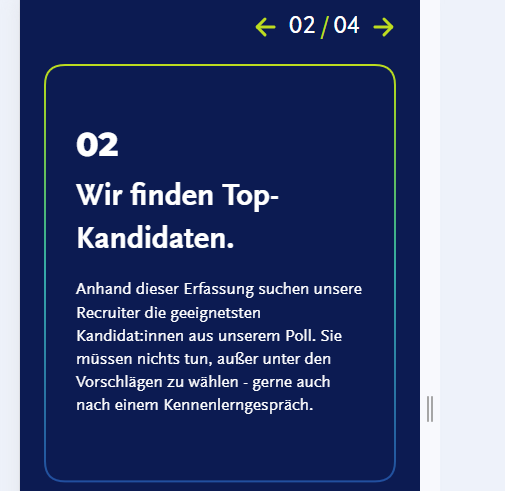 02 / 04
02
Wir finden Top-
Kandidaten.
Anhand dieser Erfassung suchen unsere
Recruiter die geeignetsten
Kandidat:innen aus unserem Poll. Sie
müssen nichts tun, außer unter den
Vorschlägen zu wählen - gerne auch
nach einem Kennenlerngespräch.